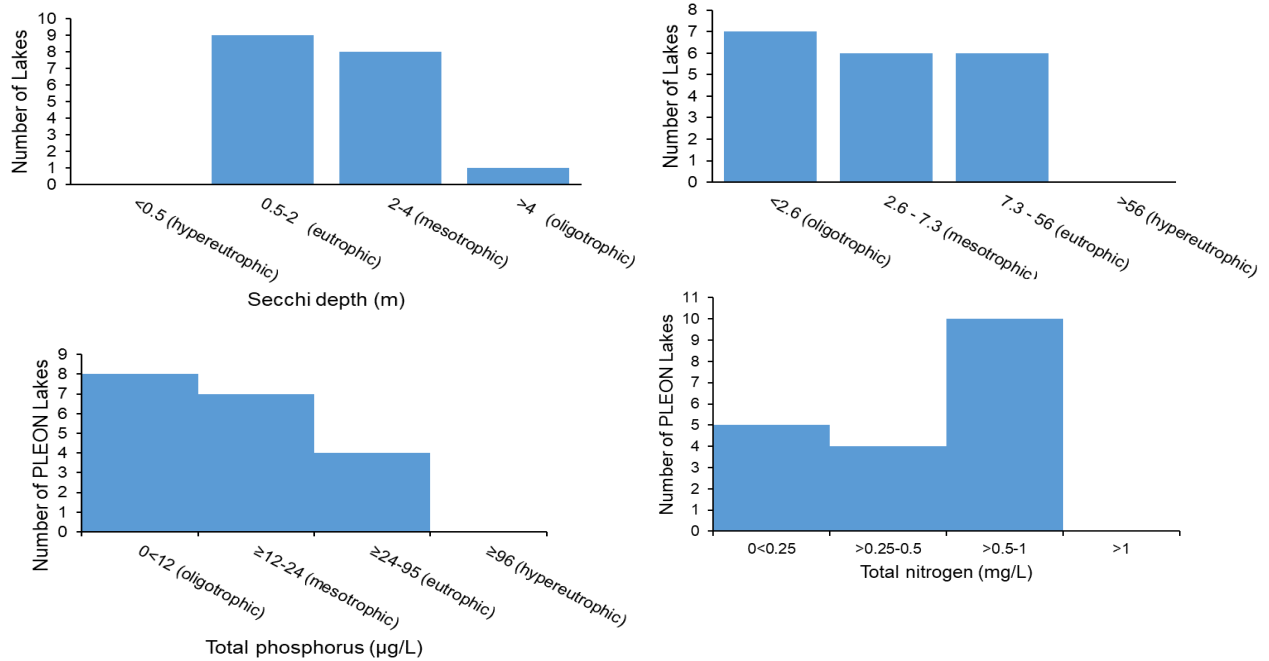 Number of Lakes
10
9
8
7
6
5
4
3
2
1
0
<0.5 (hypereutrophic)
0.5-2 (eutrophic)
2-4 (mesotrophic)
>4 (oligotrophic)
Secchi depth (m)
Number of Lakes
8
7
6
5
4
3
2
1
0
<2.6 (oligotrophic)
2.6 - 7.3 (mesotrophic)
7.3 - 56 (eutrophic)
>56 (hypereutrophic)
Number of PLEON Lakes
9
8
7
6
5
4
3
2
1
0
0<12 (oligotrophic)
≥12-24 (mesotrophic)
≥24-95 (eutrophic)
≥96 (hypereutrophic)
Total phosphorus (µg/L)
Number of PLEON Lakes
11
10
9
8
7
6
5
4
3
2
1
0
0<0.25
>0.25-0.5
>0.5-1
>1
Total nitrogen (mg/L)